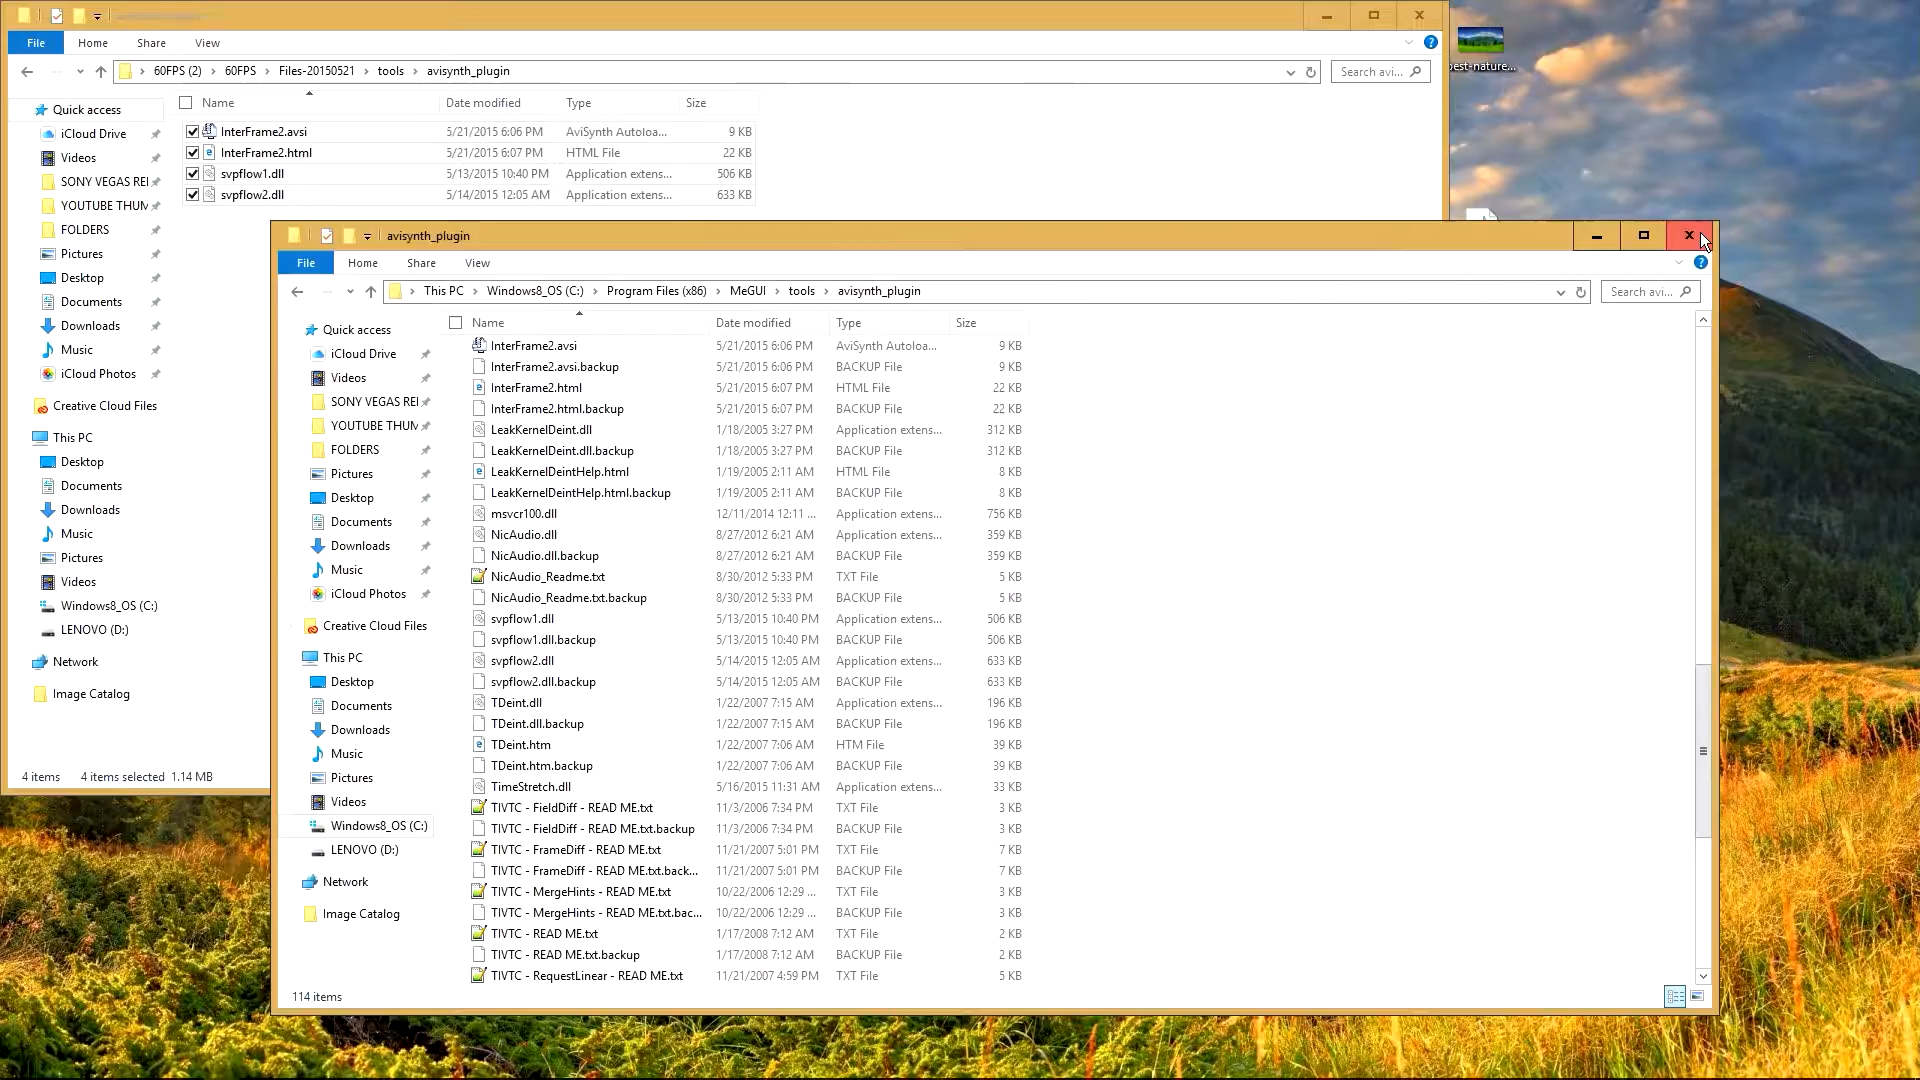 File Home Share View
60FPS (2) > 60FPS > Files-20150521 > tools > avisynth_plugin
Search avi...
Name Date modified Type Size
InterFrame2.avsi 5/21/2015 6:06 PM AviSynth Autoloa... 9 KB
InterFrame2.html 5/21/2015 6:07 PM HTML File 22 KB
svpflow1.dll 5/13/2015 10:40 PM Application extens... 506 KB
svpflow2.dll 5/14/2015 12:05 AM Application extens... 633 KB
Quick access
iCloud Drive
Videos
SONY VEGAS REI
YOUTUBE THUM
FOLDERS
Pictures
Desktop
Documents
Downloads
Music
iCloud Photos
Creative Cloud Files
This PC
Desktop
Documents
Downloads
Music
Pictures
Videos
Windows8_OS (C:)
LENOVO (D:)
Network
Image Catalog
4 items 4 items selected 1.14 MB
best-nature...
avisynth_plugin
File Home Share View
This PC > Windows8_OS (C:) > Program Files (x86) > MeGUI > tools > avisynth_plugin
Search avi...
Quick access
iCloud Drive
Videos
SONY VEGAS REI
YOUTUBE THUM
FOLDERS
Pictures
Desktop
Documents
Downloads
Music
iCloud Photos
Creative Cloud Files
This PC
Desktop
Documents
Downloads
Music
Pictures
Videos
Windows8_OS (C:)
LENOVO (D:)
Network
Image Catalog
Name Date modified Type Size
InterFrame2.avsi 5/21/2015 6:06 PM AviSynth Autoloa... 9 KB
InterFrame2.avsi.backup 5/21/2015 6:06 PM BACKUP File 9 KB
InterFrame2.html 5/21/2015 6:07 PM HTML File 22 KB
InterFrame2.html.backup 5/21/2015 6:07 PM BACKUP File 22 KB
LeakKernelDeint.dll 1/18/2005 3:27 PM Application extens... 312 KB
LeakKernelDeint.dll.backup 1/18/2005 3:27 PM BACKUP File 312 KB
LeakKernelDeintHelp.html 1/19/2005 2:11 AM HTML File 8 KB
LeakKernelDeintHelp.html.backup 1/19/2005 2:11 AM BACKUP File 8 KB
msvcr100.dll 12/11/2014 12:11 ... Application extens... 756 KB
NicAudio.dll 8/27/2012 6:21 AM Application extens... 359 KB
NicAudio.dll.backup 8/27/2012 6:21 AM BACKUP File 359 KB
NicAudio_Readme.txt 8/30/2012 5:33 PM TXT File 5 KB
NicAudio_Readme.txt.backup 8/30/2012 5:33 PM BACKUP File 5 KB
svpflow1.dll 5/13/2015 10:40 PM Application extens... 506 KB
svpflow1.dll.backup 5/13/2015 10:40 PM BACKUP File 506 KB
svpflow2.dll 5/14/2015 12:05 AM Application extens... 633 KB
svpflow2.dll.backup 5/14/2015 12:05 AM BACKUP File 633 KB
TDeint.dll 1/22/2007 7:15 AM Application extens... 196 KB
TDeint.dll.backup 1/22/2007 7:15 AM BACKUP File 196 KB
TDeint.htm 1/22/2007 7:06 AM HTM File 39 KB
TDeint.htm.backup 1/22/2007 7:06 AM BACKUP File 39 KB
TimeStretch.dll 5/16/2015 11:31 AM Application extens... 33 KB
TIVTC - FieldDiff - READ ME.txt 11/3/2006 7:34 PM TXT File 3 KB
TIVTC - FieldDiff - READ ME.txt.backup 11/3/2006 7:34 PM BACKUP File 3 KB
TIVTC - FrameDiff - READ ME.txt 11/21/2007 5:01 PM TXT File 7 KB
TIVTC - FrameDiff - READ ME.txt.back... 11/21/2007 5:01 PM BACKUP File 7 KB
TIVTC - MergeHints - READ ME.txt 10/22/2006 12:29 ... TXT File 3 KB
TIVTC - MergeHints - READ ME.txt.bac... 10/22/2006 12:29 ... BACKUP File 3 KB
TIVTC - READ ME.txt 1/17/2008 7:12 AM TXT File 2 KB
TIVTC - READ ME.txt.backup 1/17/2008 7:12 AM BACKUP File 2 KB
TIVTC - RequestLinear - READ ME.txt 11/21/2007 4:59 PM TXT File 5 KB
114 items